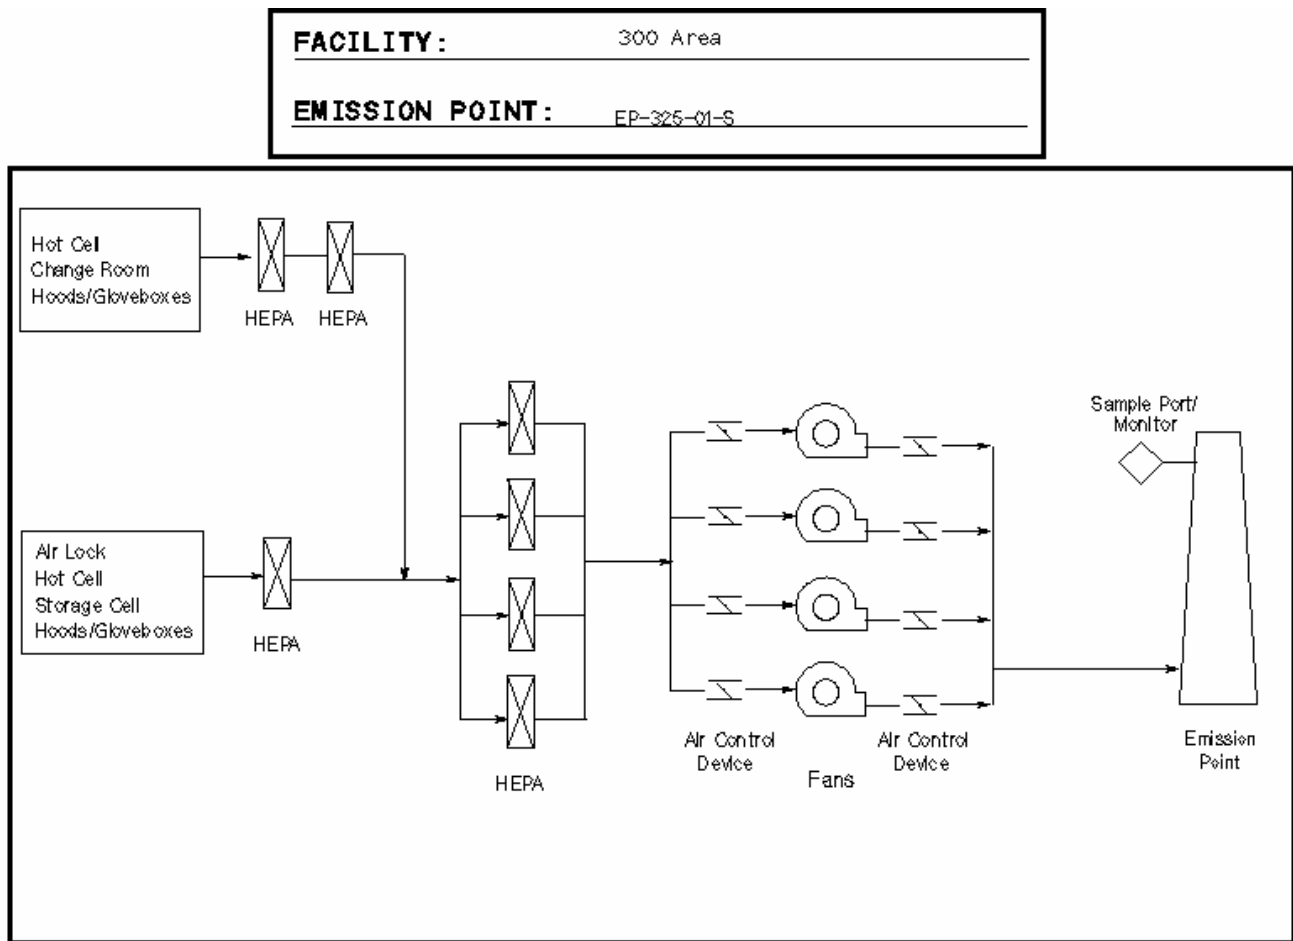 FACILITY: 300 Area
EMISSION POINT: EP-325-01-S
Hot Cell
Change Room
Hoods/Gloveboxes
HEPA HEPA
Sample Port/
Monitor
Air Lock
Hot Cell
Storage Cell
Hoods/Gloveboxes
HEPA
Air Control
Device
Fans
Air Control
Device
Emission
Point
HEPA